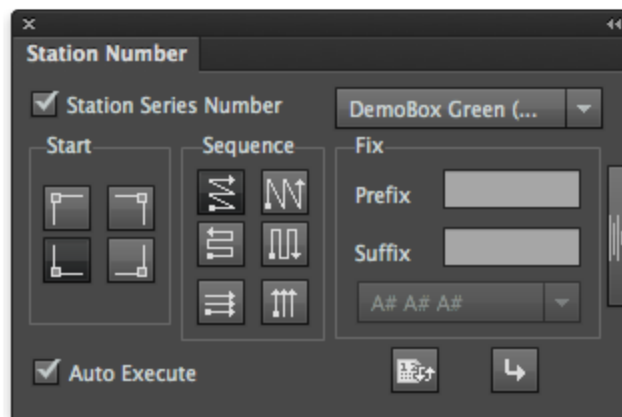 Station Number
Station Series Number
DemoBox Green (...
Start
Sequence
Fix
Prefix
Suffix
A# A# A#
Auto Execute